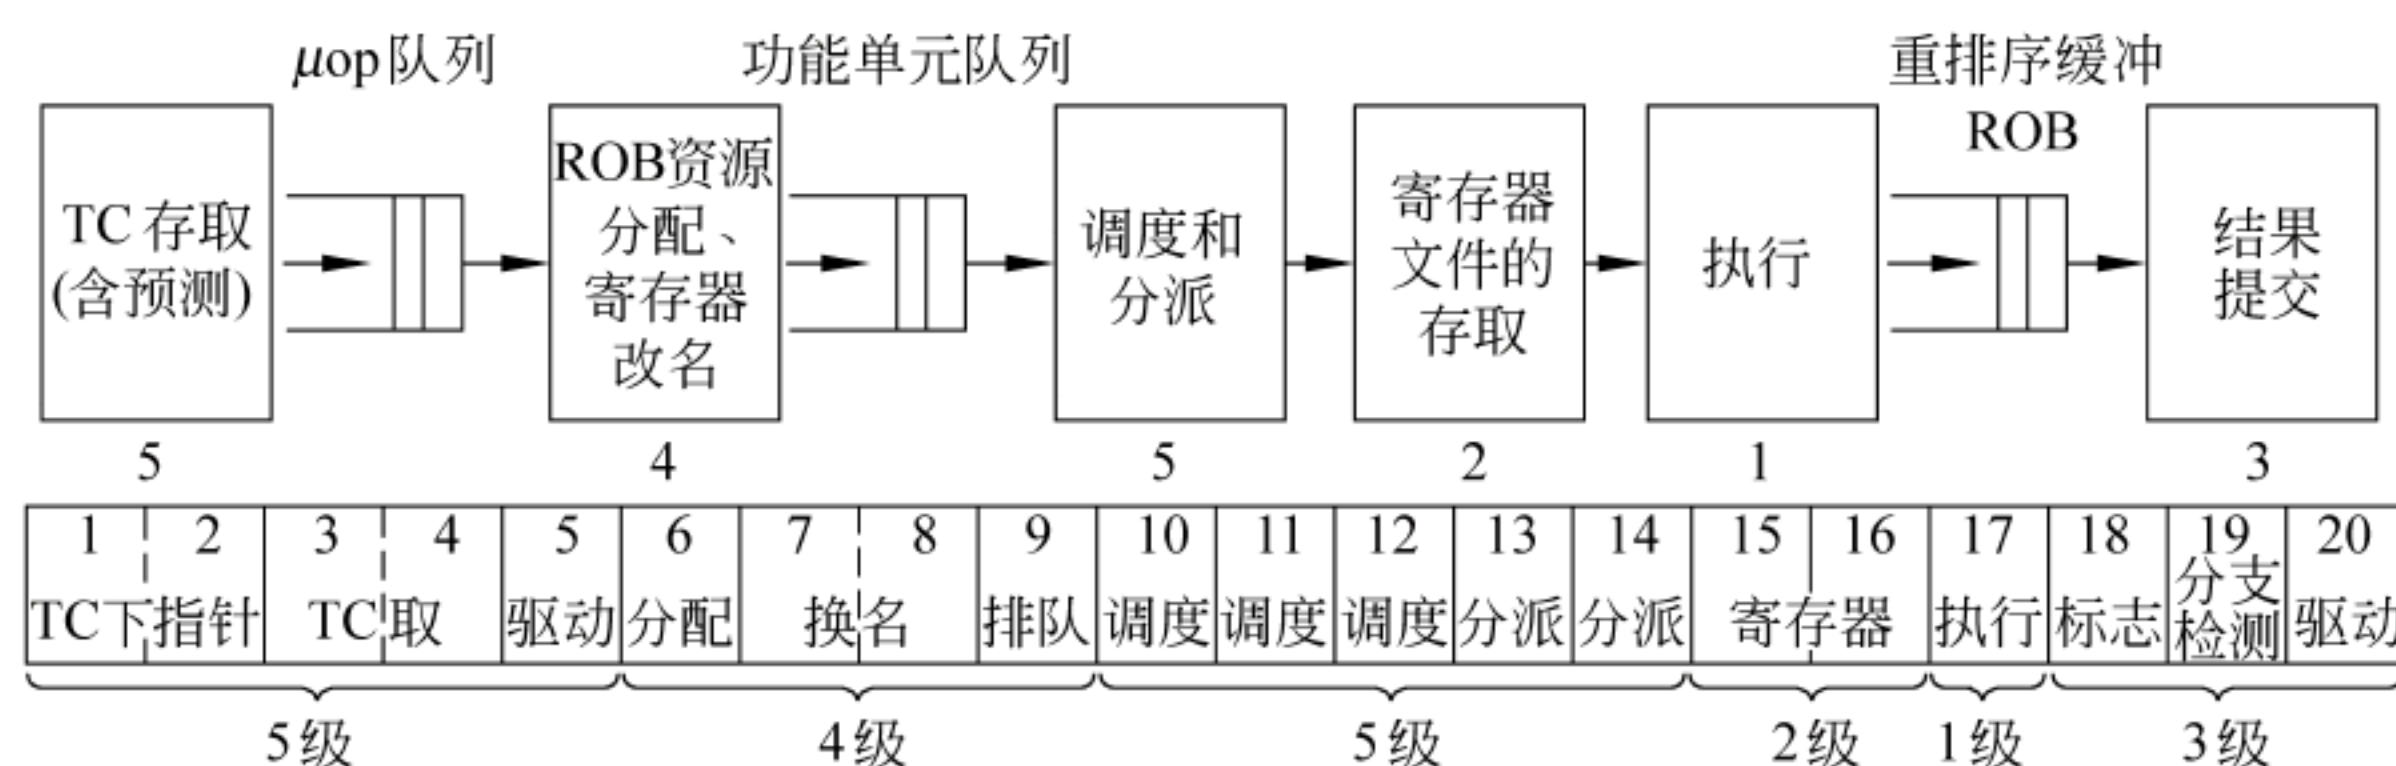 μop队列
功能单元队列
重排序缓冲
ROB
TC存取
(含预测)
ROB资源
分配、
寄存器
改名
调度和
分派
寄存器
文件的
存取
执行
结果
提交
5 4 5 2 1 3
1 2 3 4 5 6 7 8 9 10 11 12 13 14 15 16 17 18 19 20
TC下指针 TC取 驱动 分配 换名 排队 调度 调度 调度 分派 分派 寄存器 执行 标志 分支 驱动
检测
5级 4级 5级 2级 1级 3级